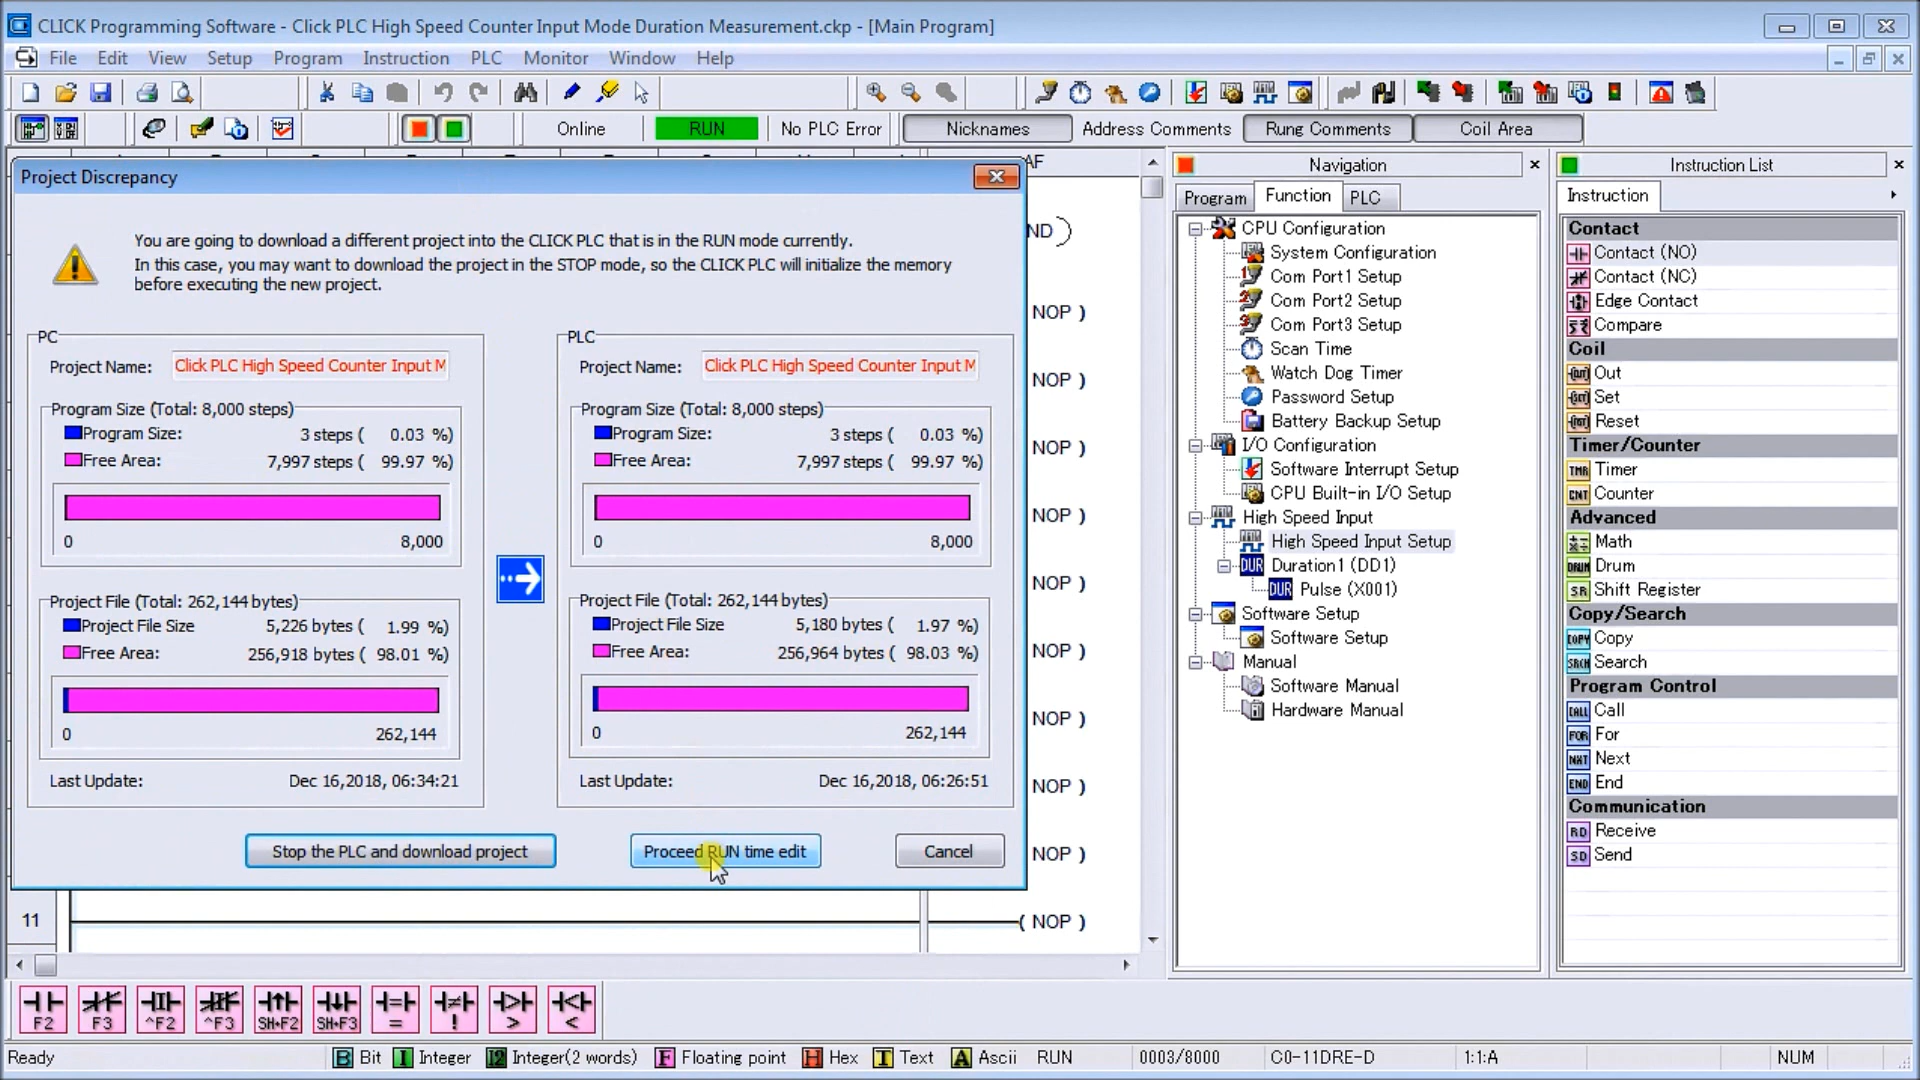 CLICK Programming Software - Click PLC High Speed Counter Input Mode Duration Measurement.ckp - [Main Program]
File Edit View Setup Program Instruction PLC Monitor Window Help
Online RUN No PLC Error Nicknames Address Comments Rung Comments Coil Area
Project Discrepancy
You are going to download a different project into the CLICK PLC that is in the RUN mode currently.
In this case, you may want to download the project in the STOP mode, so the CLICK PLC will initialize the memory
before executing the new project.
PC
Project Name: Click PLC High Speed Counter Input M
Program Size (Total: 8,000 steps)
Program Size: 3 steps ( 0.03 %)
Free Area: 7,997 steps ( 99.97 %)
0 8,000
Project File (Total: 262,144 bytes)
Project File Size 5,226 bytes ( 1.99 %)
Free Area: 256,918 bytes ( 98.01 %)
0 262,144
Last Update: Dec 16,2018, 06:34:21
PLC
Project Name: Click PLC High Speed Counter Input M
Program Size (Total: 8,000 steps)
Program Size: 3 steps ( 0.03 %)
Free Area: 7,997 steps ( 99.97 %)
0 8,000
Project File (Total: 262,144 bytes)
Project File Size 5,180 bytes ( 1.97 %)
Free Area: 256,964 bytes ( 98.03 %)
0 262,144
Last Update: Dec 16,2018, 06:26:51
Stop the PLC and download project Proceed RUN time edit Cancel
AF
ND )
NOP )
NOP )
NOP )
NOP )
NOP )
NOP )
NOP )
NOP )
NOP )
11 ( NOP )
Navigation
Program Function PLC
CPU Configuration
System Configuration
Com Port1 Setup
Com Port2 Setup
Com Port3 Setup
Scan Time
Watch Dog Timer
Password Setup
Battery Backup Setup
I/O Configuration
Software Interrupt Setup
CPU Built-in I/O Setup
High Speed Input
High Speed Input Setup
DUR Duration1 (DD1)
DUR Pulse (X001)
Software Setup
Software Setup
Manual
Software Manual
Hardware Manual
Instruction List
Instruction
Contact
Contact (NO)
Contact (NC)
Edge Contact
Compare
Coil
Out
Set
Reset
Timer/Counter
TMR Timer
CNT Counter
Advanced
Math
DRUM Drum
SR Shift Register
Copy/Search
COPY Copy
SRCH Search
Program Control
CALL Call
FOR For
NXT Next
END End
Communication
RD Receive
SD Send
F2 F3 ^F2 ^F3 SH+F2 SH+F3 = ! > <
Ready B Bit I Integer I2 Integer(2 words) F Floating point H Hex T Text A Ascii RUN 0003/8000 C0-11DRE-D 1:1:A NUM